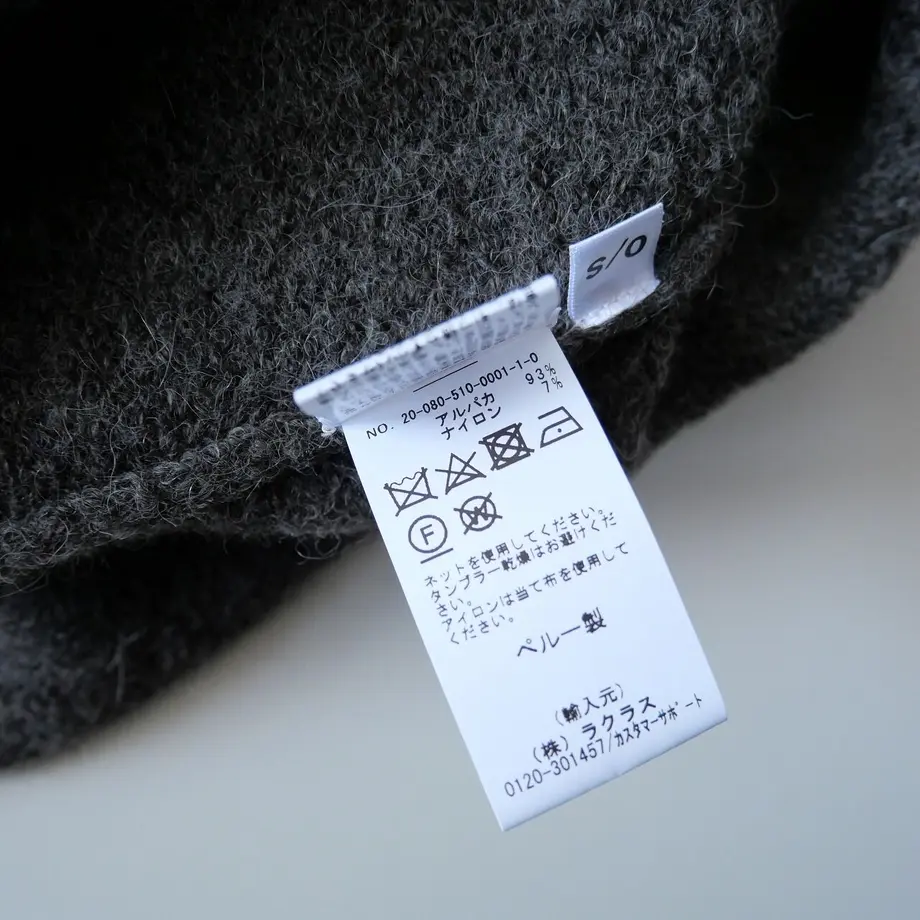 S/O
NO. 20-080-510-0001-1-0
アルパカ 93%
ナイロン 7%
F
W
ネットを使用してください。
タンブラー乾燥はお避けくだ
さい。
アイロンは当て布を使用して
ください。
ペルー製
(輸入元)
(株) ラクラス
0120-301457/カスタマーサポート